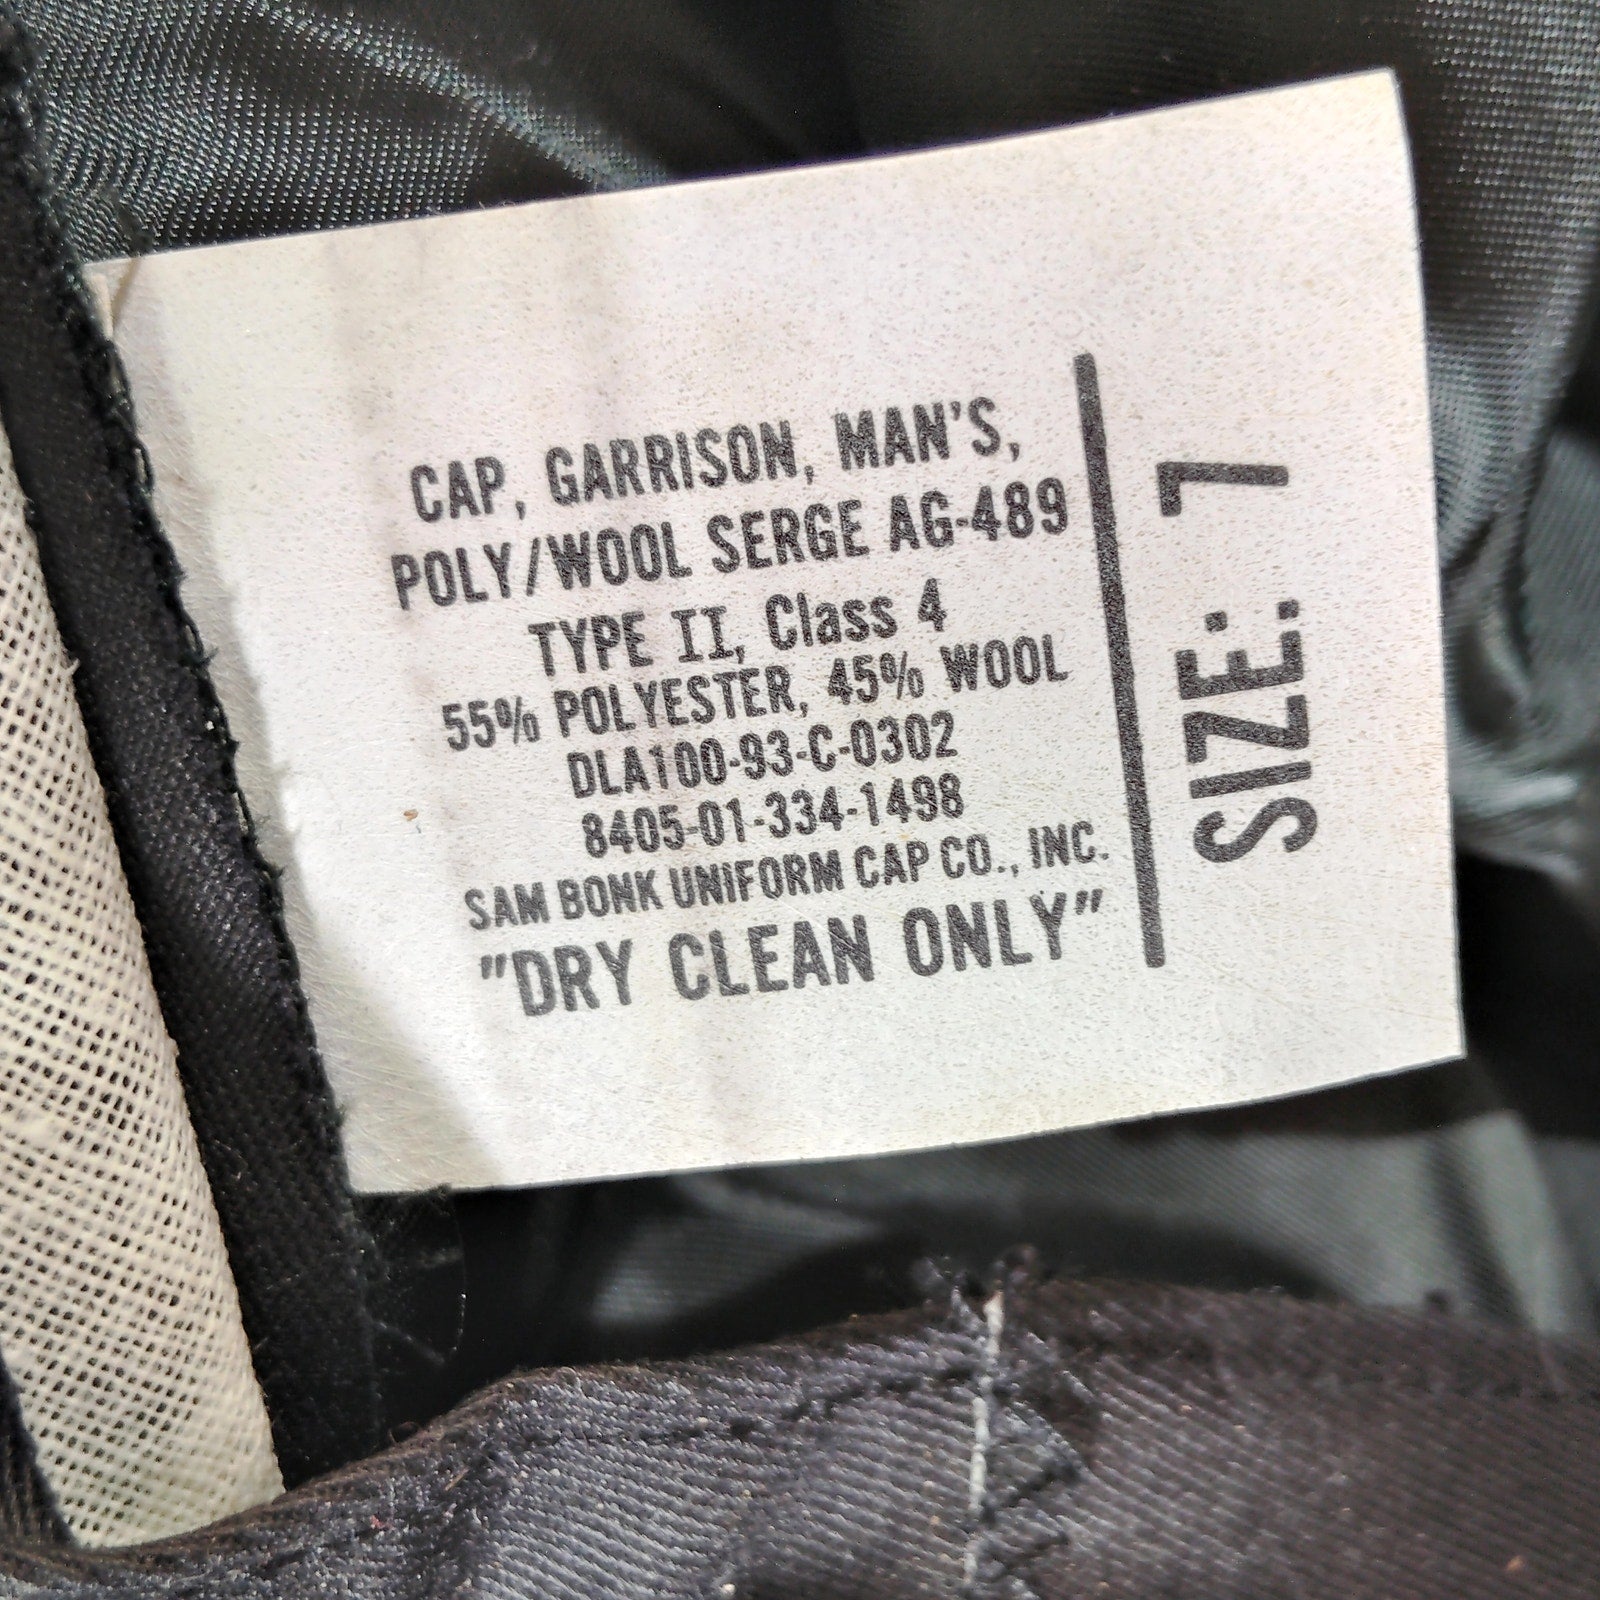 CAP, GARRISON, MAN'S,
POLY/WOOL SERGE AG-489
TYPE II, Class 4
55% POLYESTER, 45% WOOL
DLA100-93-C-0302
8405-01-334-1498
SAM BONK UNIFORM CAP CO., INC.
"DRY CLEAN ONLY"
SIZE: 7